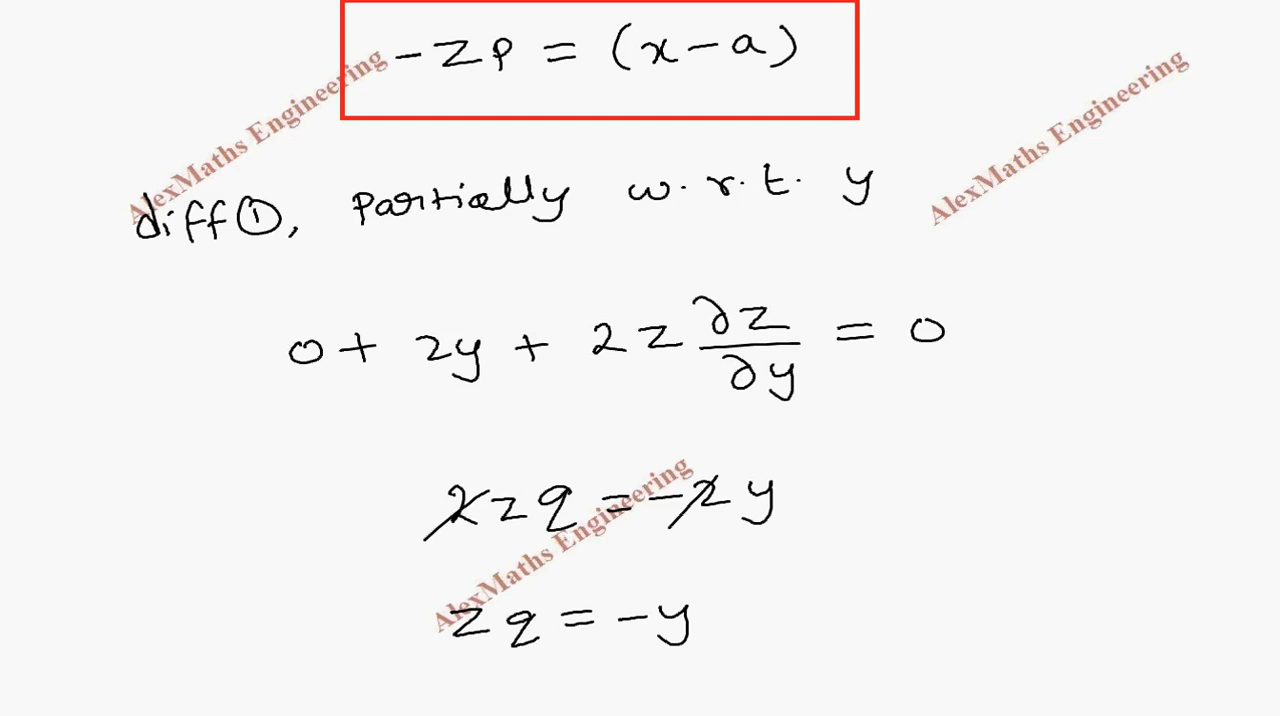 -zp = (x-a)
AlexMaths Engineering
AlexMaths Engineering
diff①, Partially w.r.t. y
0 + 2y + 2z ∂z/∂y = 0
2zq = -2y
AlexMaths Engineering
zq = -y